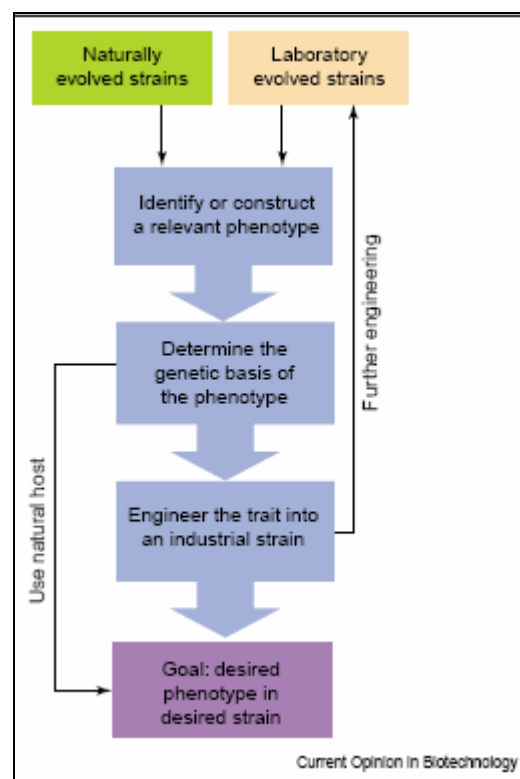 Naturally
evolved strains
Laboratory
evolved strains
Identify or construct
a relevant phenotype
Further engineering
Determine the
genetic basis of
the phenotype
Use natural host
Engineer the trait into
an industrial strain
Goal: desired
phenotype in
desired strain
Current Opinion in Biotechnology